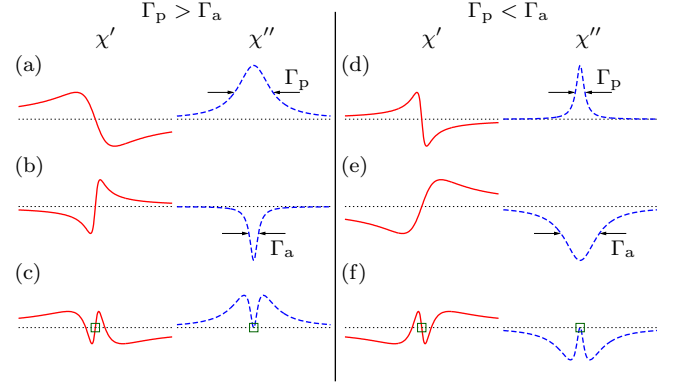 Γp > Γa
Γp < Γa
χ′ χ′′
χ′ χ′′
(a) Γp
(d) Γp
(b) Γa
(e) Γa
(c)
(f)